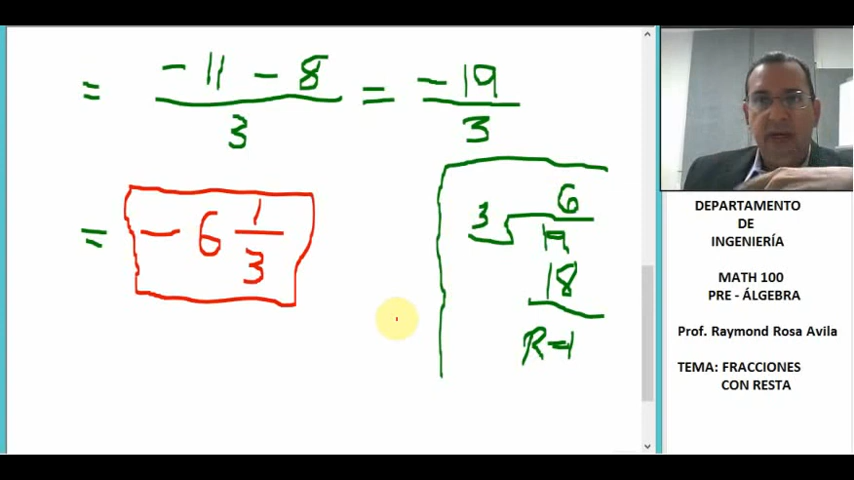 = -11 - 8 / 3 = -19 / 3
= - 6 1/3
6
3 19
18
R=1
DEPARTAMENTO
DE
INGENIERÍA
MATH 100
PRE - ÁLGEBRA
Prof. Raymond Rosa Avila
TEMA: FRACCIONES
CON RESTA